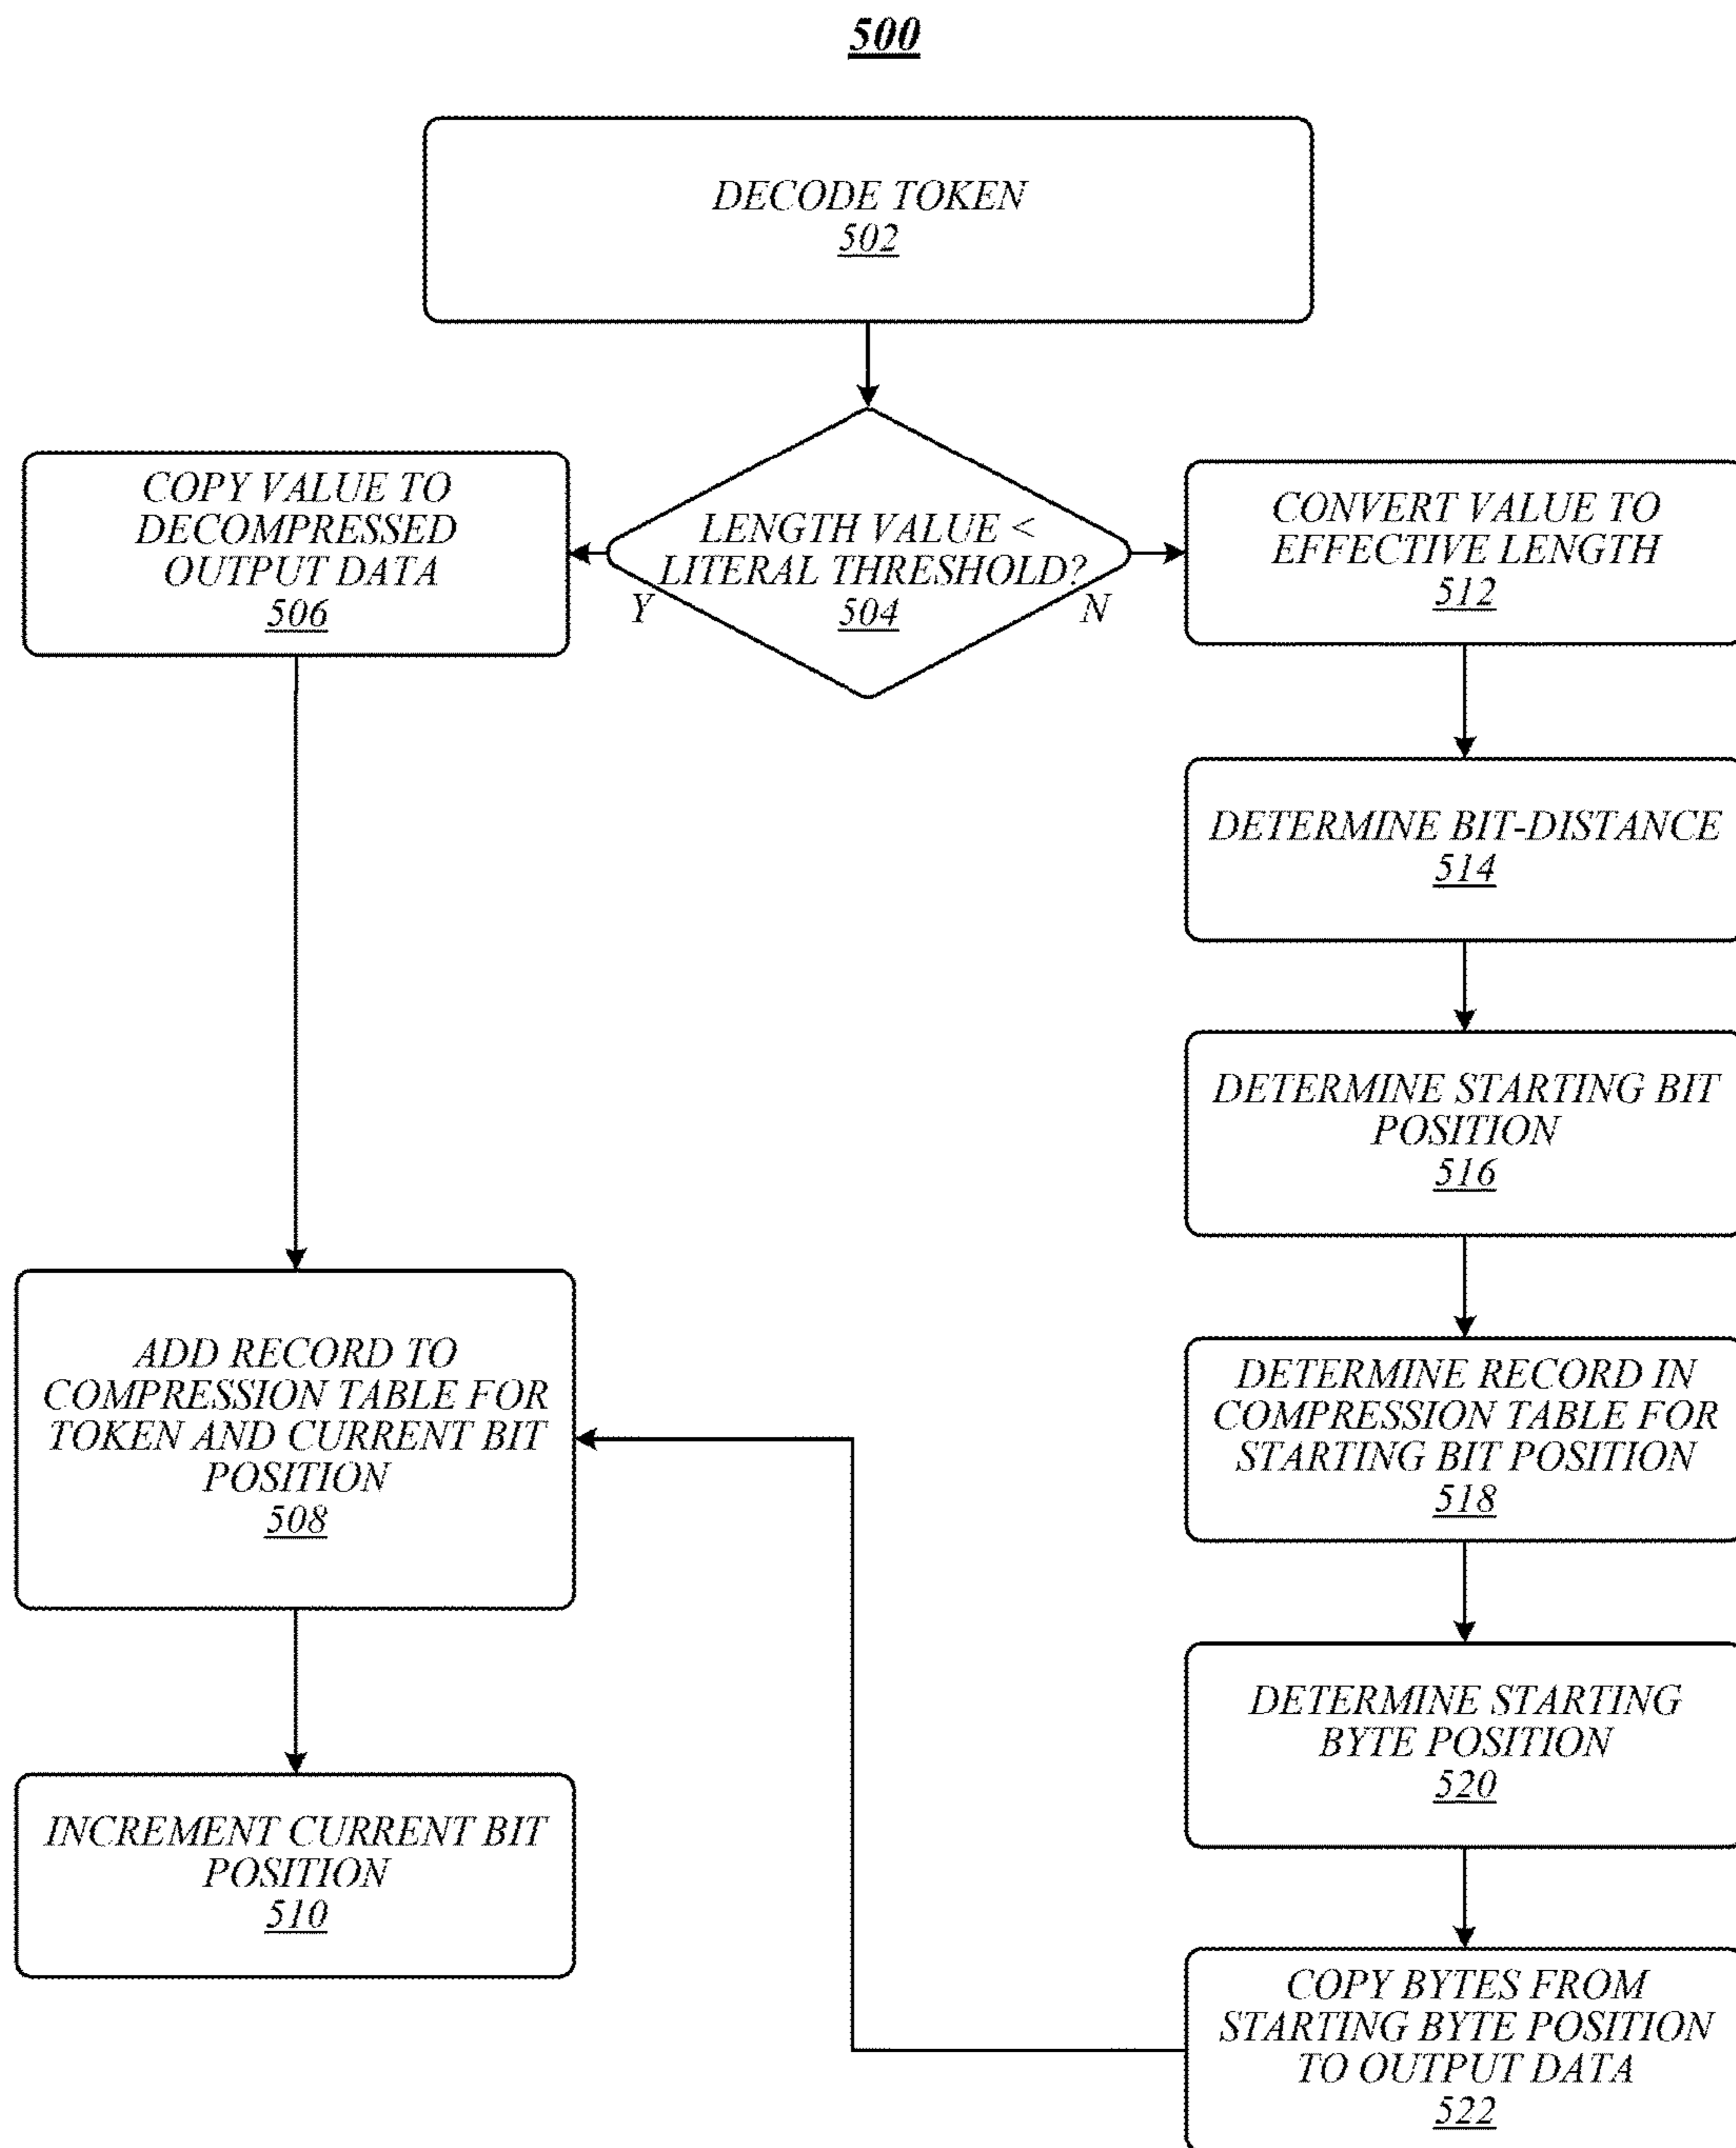 500
DECODE TOKEN
502
LENGTH VALUE <
LITERAL THRESHOLD?
504
Y
N
COPY VALUE TO
DECOMPRESSED
OUTPUT DATA
506
ADD RECORD TO
COMPRESSION TABLE FOR
TOKEN AND CURRENT BIT
POSITION
508
INCREMENT CURRENT BIT
POSITION
510
CONVERT VALUE TO
EFFECTIVE LENGTH
512
DETERMINE BIT-DISTANCE
514
DETERMINE STARTING BIT
POSITION
516
DETERMINE RECORD IN
COMPRESSION TABLE FOR
STARTING BIT POSITION
518
DETERMINE STARTING
BYTE POSITION
520
COPY BYTES FROM
STARTING BYTE POSITION
TO OUTPUT DATA
522